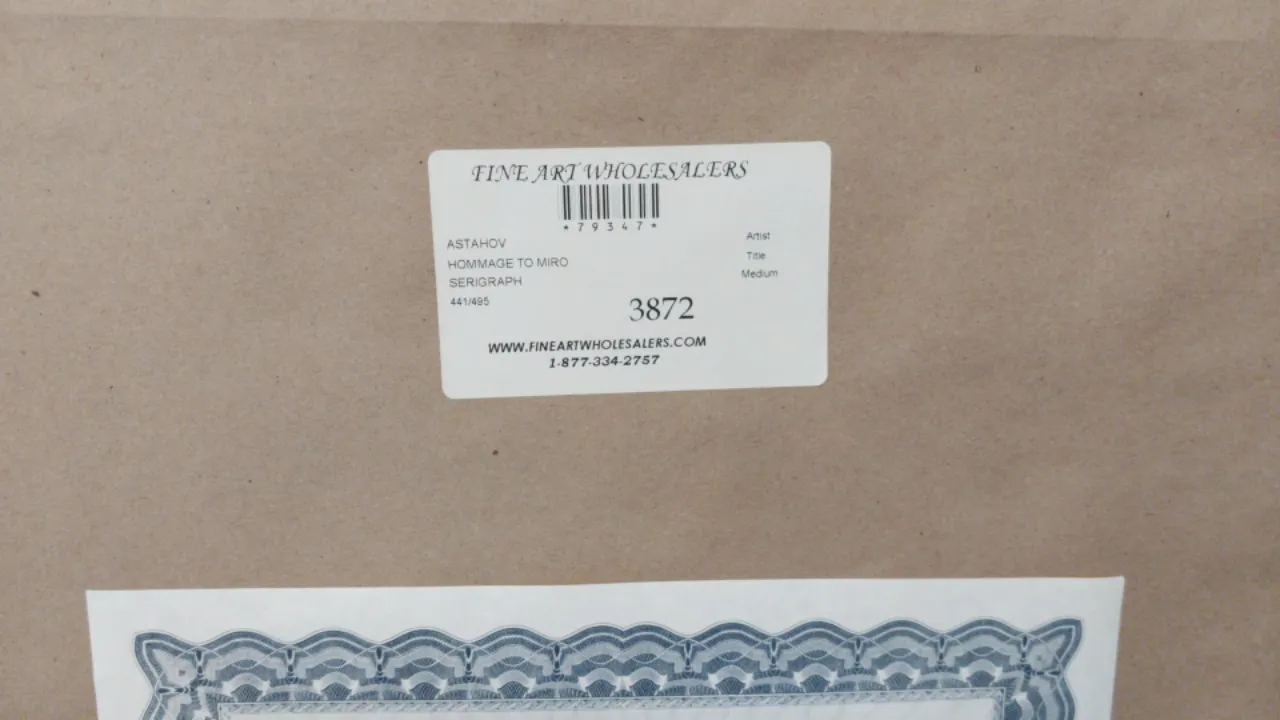 FINE ART WHOLESALERS
*79347*
ASTAHOV Artist
HOMMAGE TO MIRO Title
SERIGRAPH Medium
441/495
3872
WWW.FINEARTWHOLESALERS.COM
1-877-334-2757